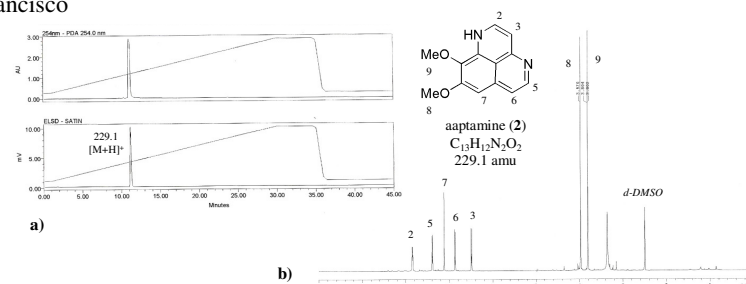 ancisco
254nm - PDA 254.0 nm
AU
3.00
2.00
1.00
0.00
ELSD - SATIN
mV
10.00
5.00
0.00
229.1
[M+H]+
0.00 5.00 10.00 15.00 20.00 25.00 30.00 35.00 40.00 45.00
Minutes
a)
2
HN
3
MeO
9
N
MeO
8
7
6
5
aaptamine (2)
C13H12N2O2
229.1 amu
8
9
d-DMSO
7
2
5
6
3
b)